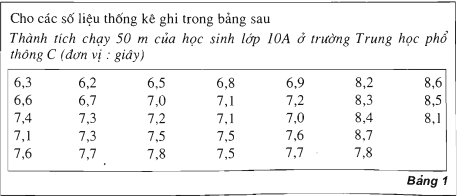 Cho các số liệu thống kê ghi trong bảng sau
Thành tích chạy 50 m của học sinh lớp 10A ở trường Trung học phổ
thông C (đơn vị : giây)
6,3 6,2 6,5 6,8 6,9 8,2 8,6
6,6 6,7 7,0 7,1 7,2 8,3 8,5
7,4 7,3 7,2 7,1 7,0 8,4 8,1
7,1 7,3 7,5 7,5 7,6 8,7
7,6 7,7 7,8 7,5 7,7 7,8
Bảng 1